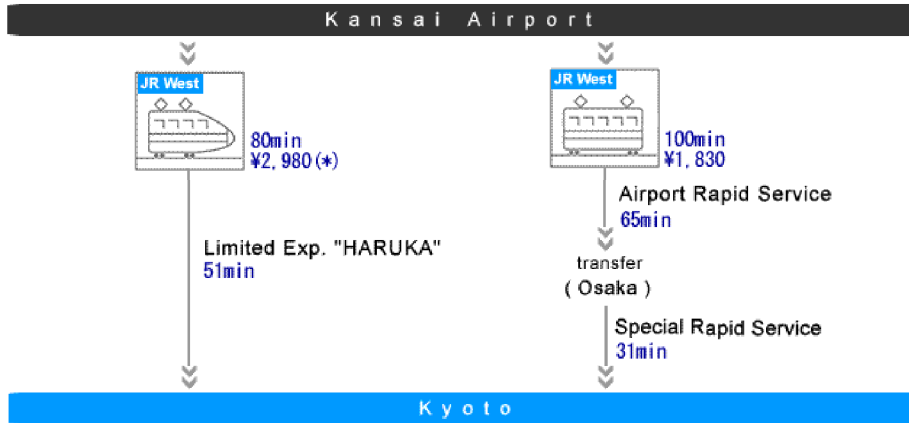 Kansai Airport
JR West
80min
¥2,980(*)
Limited Exp. "HARUKA"
51min
JR West
100min
¥1,830
Airport Rapid Service
65min
transfer
( Osaka )
Special Rapid Service
31min
Kyoto